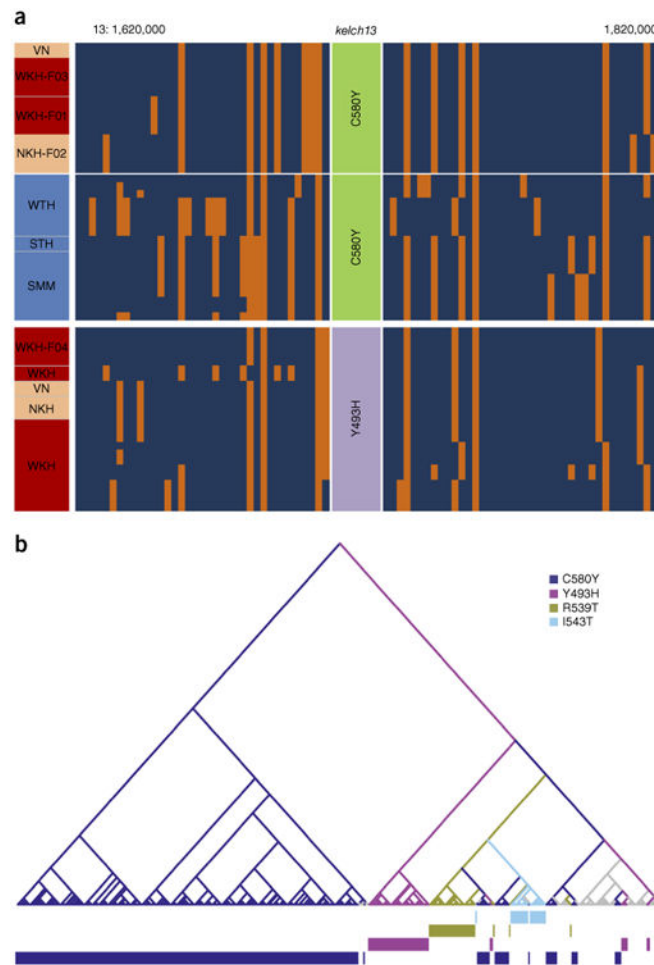 a
13: 1,620,000 kelch13 1,820,000
VN
WKH-F03
WKH-F01
NKH-F02
C580Y
WTH
STH
SMM
C580Y
WKH-F04
WKH
VN
NKH
WKH
Y493H
b
C580Y
Y493H
R539T
I543T